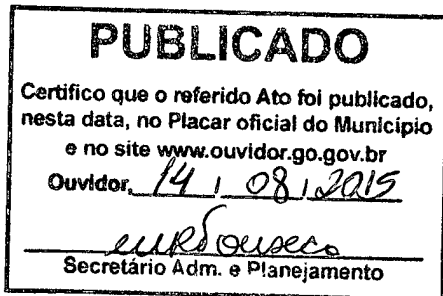 PUBLICADO
Certifico que o referido Ato foi publicado,
nesta data, no Placar oficial do Município
e no site www.ouvidor.go.gov.br
Ouvidor, 14 / 08 / 2015
Secretário Adm. e Planejamento